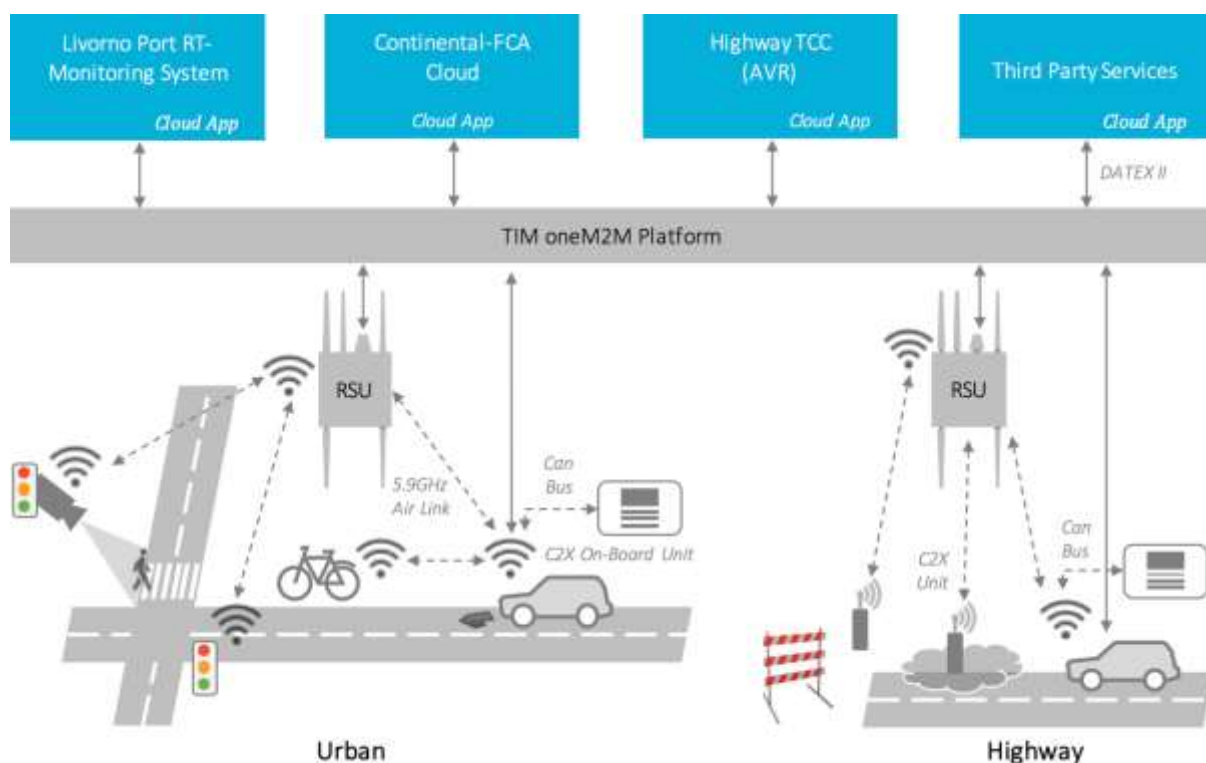 Livorno Port RT-
Monitoring System
Cloud App
Continental-FCA
Cloud
Cloud App
Highway TCC
(AVR)
Cloud App
Third Party Services
Cloud App
DATEX II
TIM oneM2M Platform
RSU
RSU
5.9GHz
Air Link
Can
Bus
C2X On-Board Unit
C2X
Unit
Can
Bus
Urban
Highway